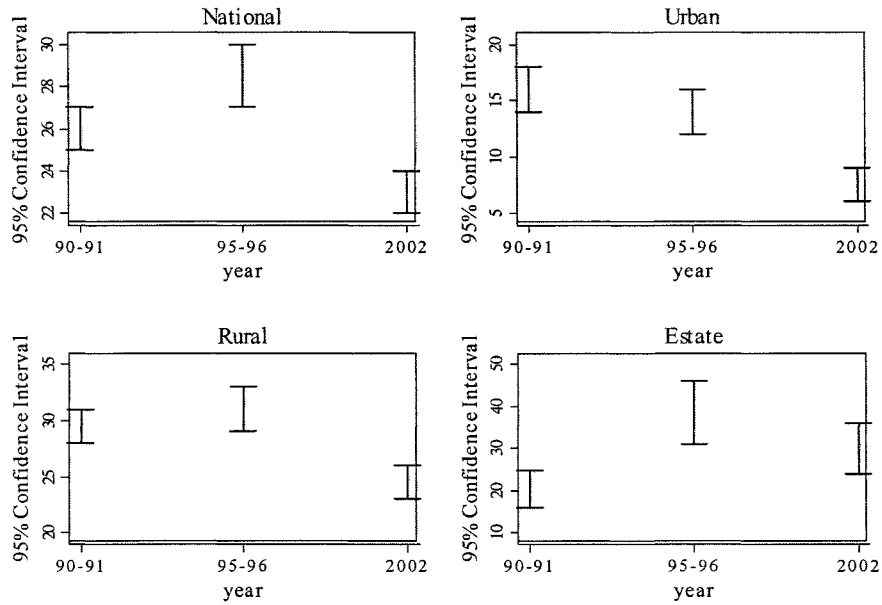 National
95% Confidence Interval
30
28
26
24
22
90-91
95-96
2002
year
Urban
95% Confidence Interval
20
15
10
5
90-91
95-96
2002
year
Rural
95% Confidence Interval
35
30
25
20
90-91
95-96
2002
year
Estate
95% Confidence Interval
50
40
30
20
10
90-91
95-96
2002
year